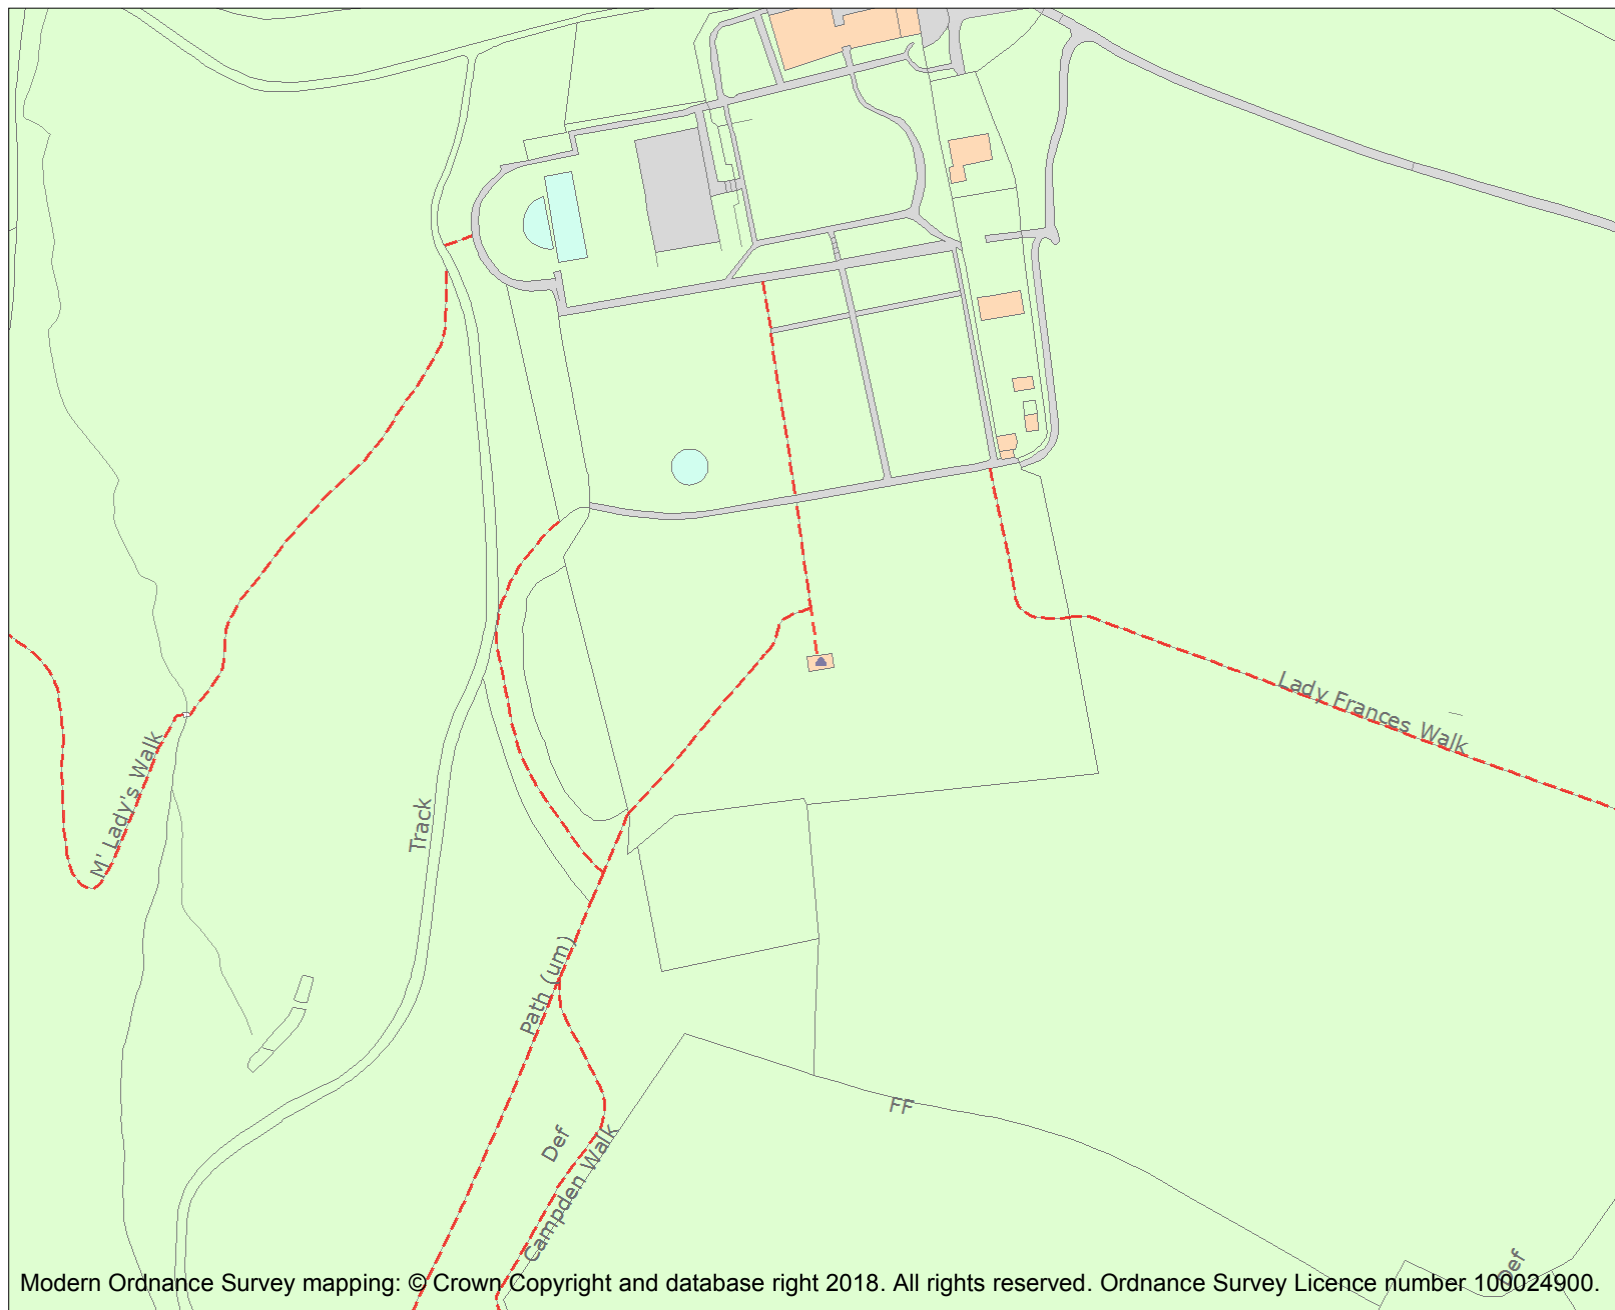 Lady Frances Walk
M' Lady's Walk
Track
Path (um)
FF
Def
Campden Walk
Def
Modern Ordnance Survey mapping: © Crown Copyright and database right 2018. All rights reserved. Ordnance Survey Licence number 100024900.